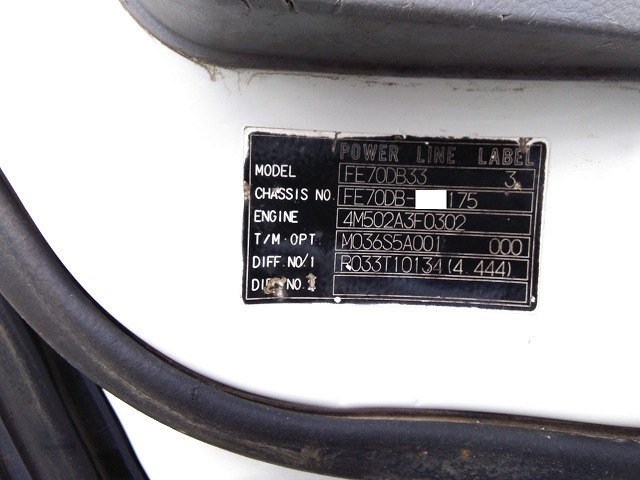 POWER LINE LABEL
MODEL FE70DB33 3
CHASSIS NO. FE70DB- 175
ENGINE 4M502A3F0302
T/M・OPT. M036S5A001 000
DIFF.NO/1 R033T10134(4.444)
DIFF.NO.2